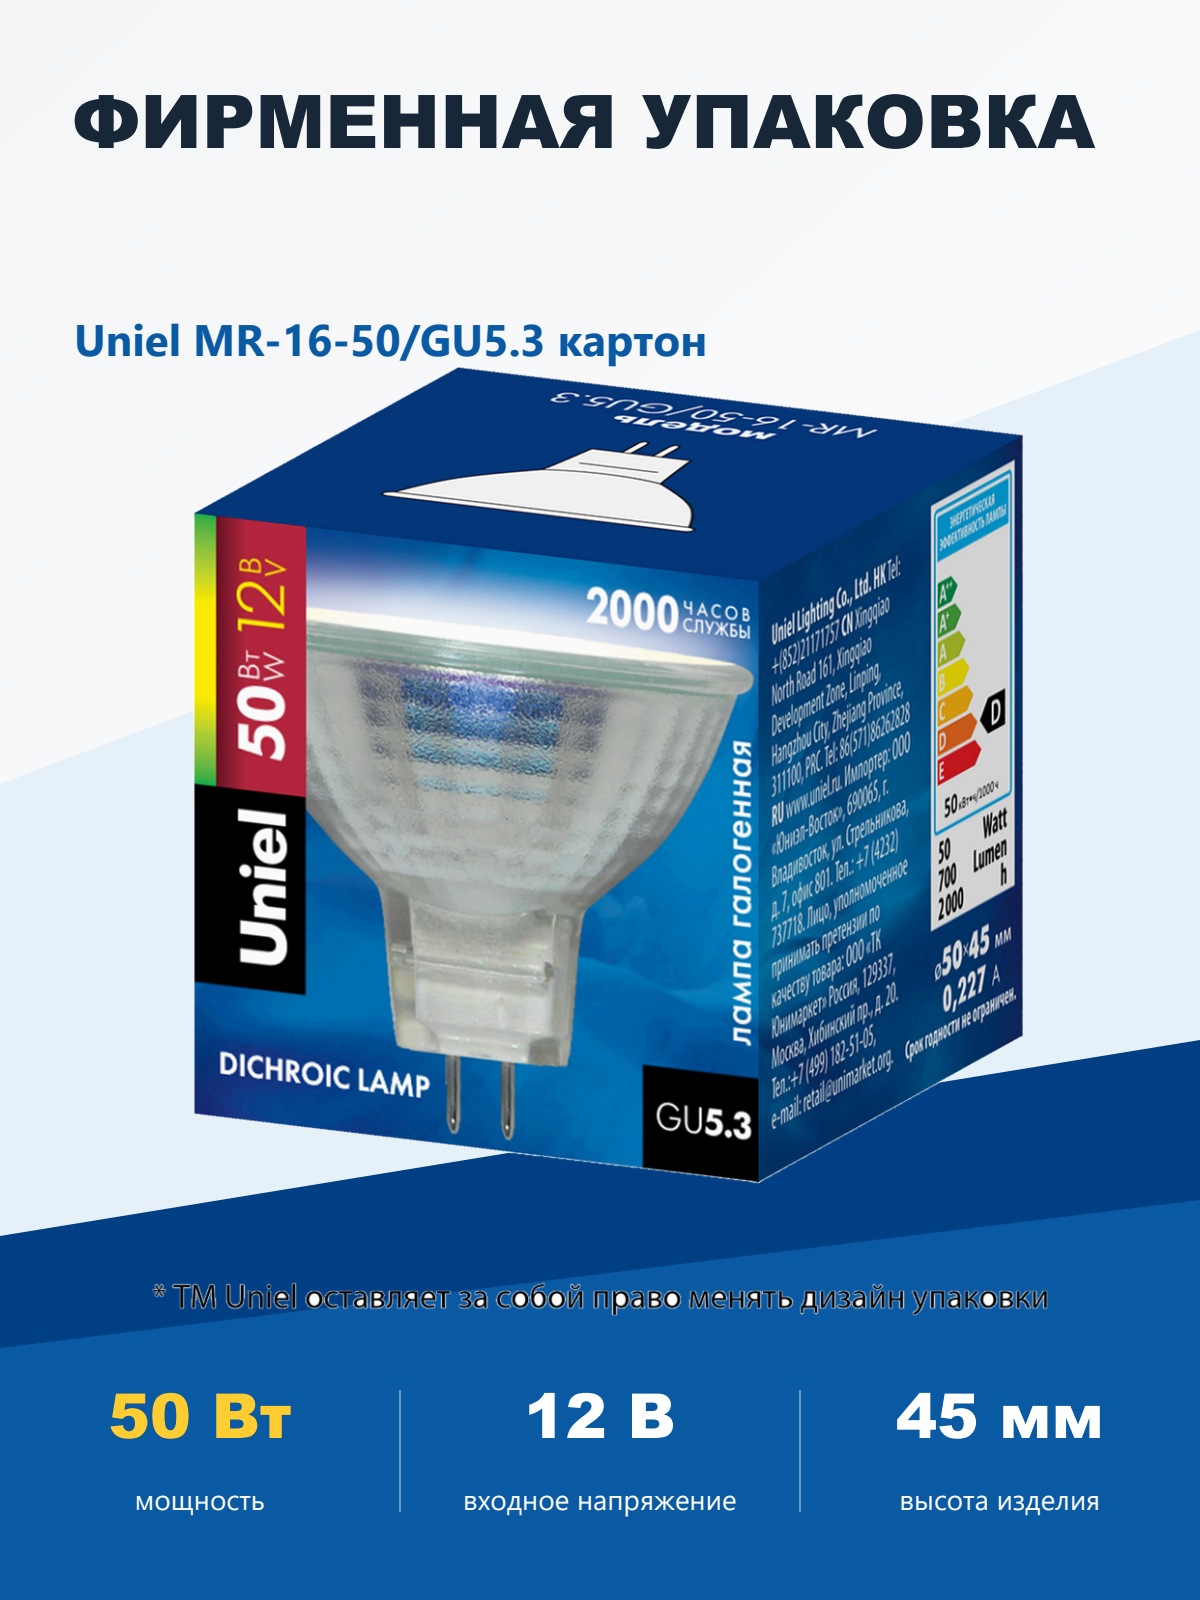 ФИРМЕННАЯ УПАКОВКА
Uniel MR-16-50/GU5.3 картон
MR-16-50/GU5.3
модель
50 Вт W 12 В V
Uniel
2000 ЧАСОВ СЛУЖБЫ
лампа галогенная
DICHROIC LAMP
GU5.3
Uniel Lighting Co., Ltd. HK Tel:
+(852)21171757 CN Xingqiao
North Road 161, Xingqiao
Development Zone, Linping,
Hangzhou City, Zhejiang Province,
311100, PRC. Tel: 86(571)86262828
RU www.uniel.ru. Импортер: ООО
«Юниэл-Восток», 690065, г.
Владивосток, ул. Стрельникова,
д. 7, офис 801. Тел.: +7 (4232)
737718. Лицо, уполномоченное
принимать претензии по
качеству товара: ООО «ТК
Юнимаркет» Россия, 129337,
Москва, Хибинский пр., д. 20.
Тел.:+7 (499) 182-51-05,
e-mail: retail@unimarket.org.
ЭНЕРГЕТИЧЕСКАЯ
ЭФФЕКТИВНОСТЬ ЛАМПЫ
A++
A+
A
B
C
D
D
E
50 кВт•ч/1000 ч
50 Watt
700 Lumen
2000 h
ø50×45 мм
0,227 А
Срок годности не ограничен.
* ТМ Uniel оставляет за собой право менять дизайн упаковки
50 Вт
мощность
12 В
входное напряжение
45 мм
высота изделия